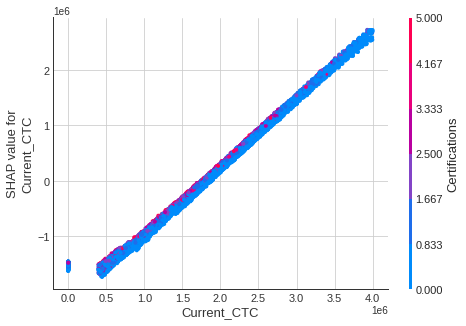 1e6
2
1
0
−1
SHAP value for
Current_CTC
0.0 0.5 1.0 1.5 2.0 2.5 3.0 3.5 4.0
1e6
Current_CTC
5.000
4.167
3.333
2.500
1.667
0.833
0.000
Certifications